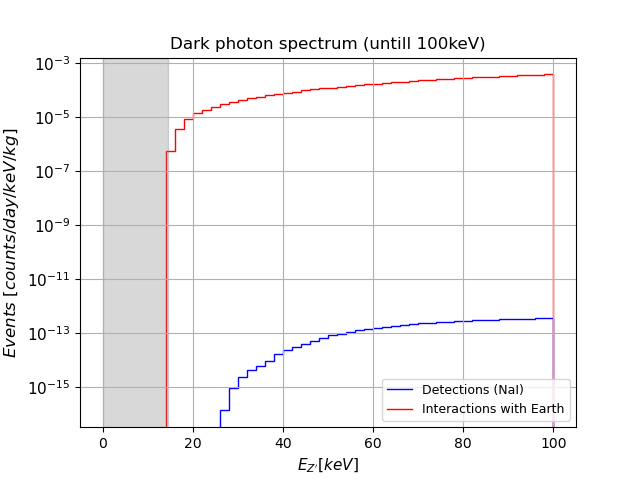 Dark photon spectrum (untill 100keV)
Events [counts/day/keV/kg]
10⁻³
10⁻⁵
10⁻⁷
10⁻⁹
10⁻¹¹
10⁻¹³
10⁻¹⁵
Detections (NaI)
Interactions with Earth
0 20 40 60 80 100
E_Z' [keV]